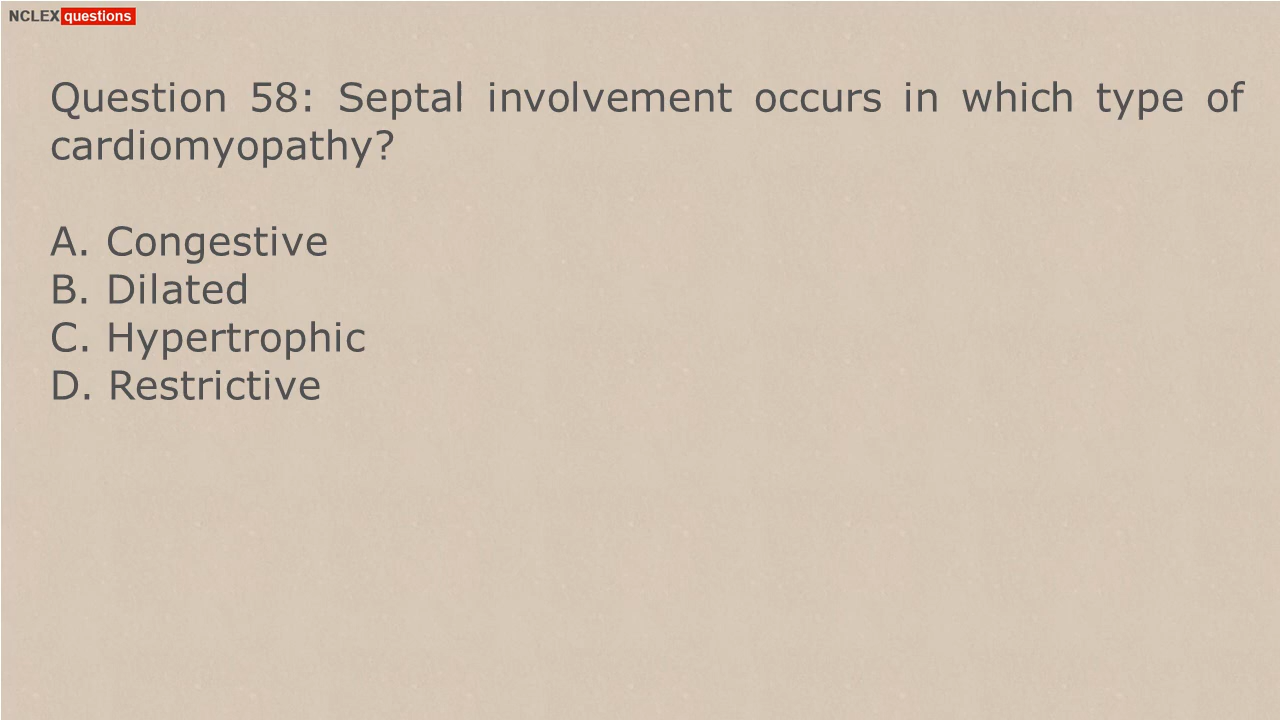 NCLEX questions
Question 58: Septal involvement occurs in which type of
cardiomyopathy?
A. Congestive
B. Dilated
C. Hypertrophic
D. Restrictive